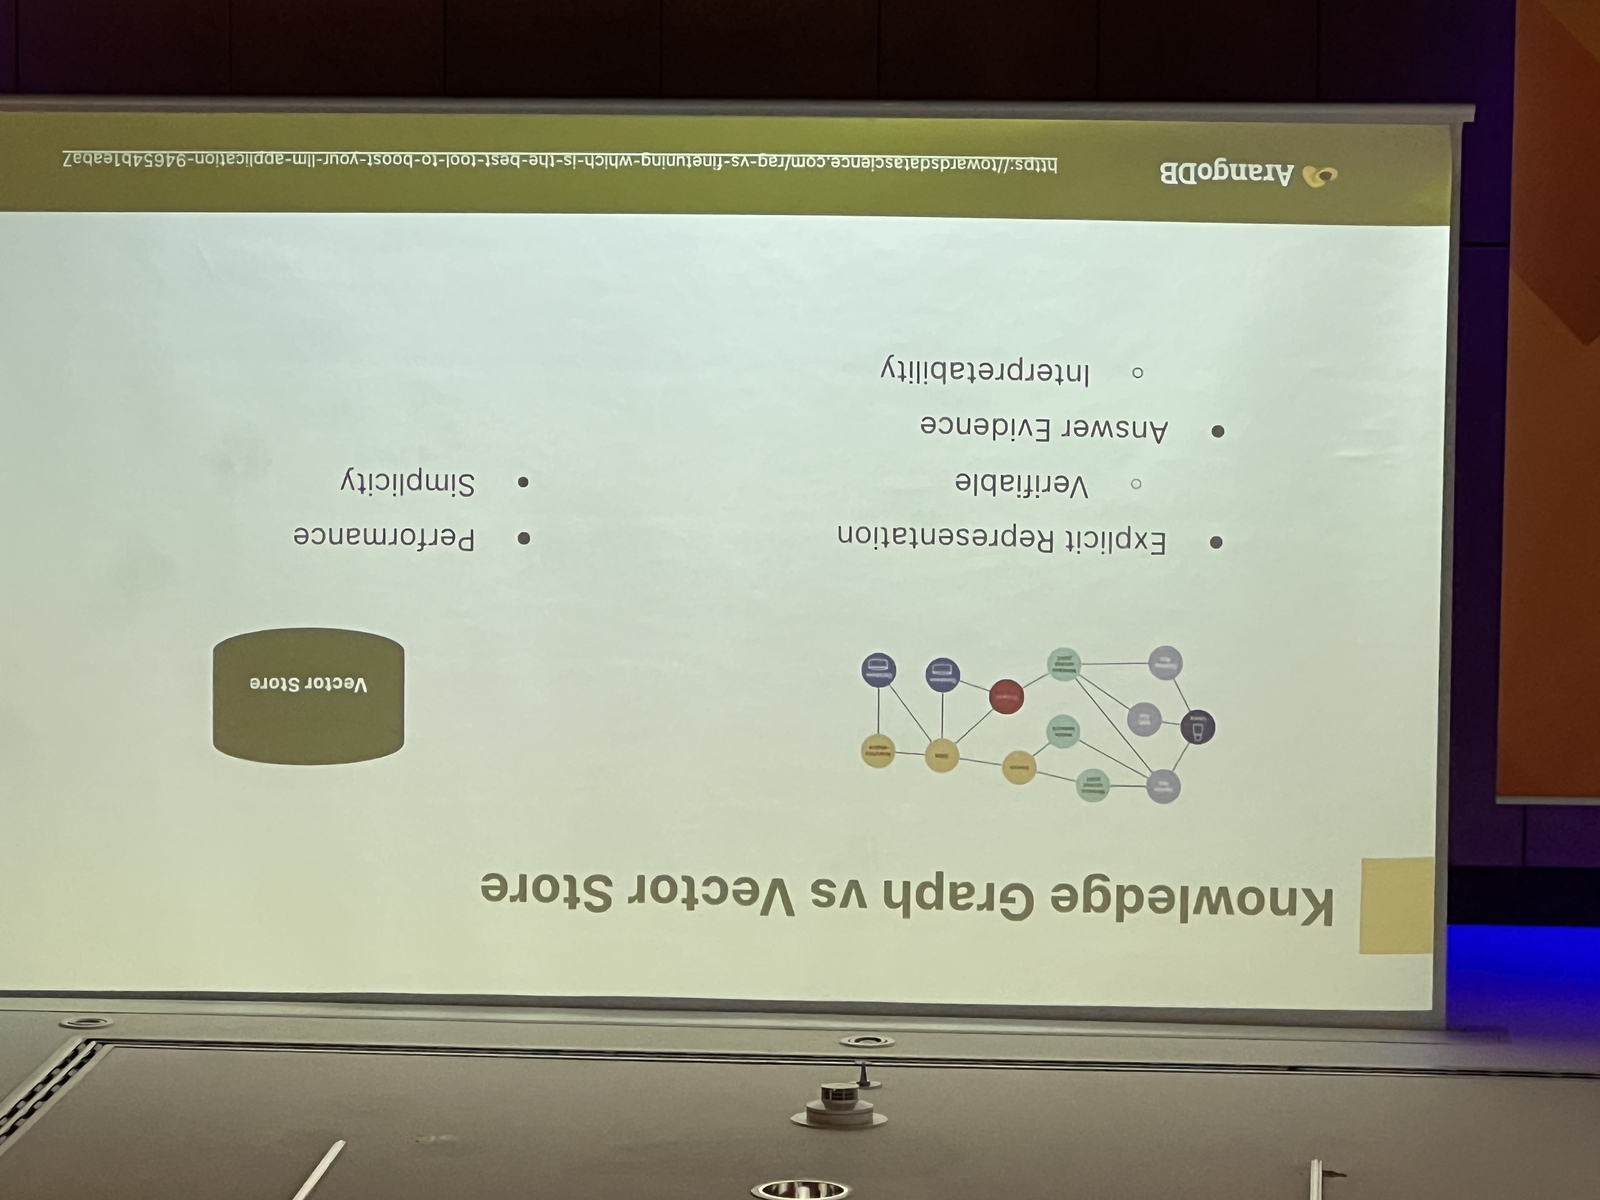 Knowledge Graph vs Vector Store
Vector Store
Explicit Representation
Verifiable
Answer Evidence
Interpretability
Performance
Simplicity
ArangoDB
https://towardsdatascience.com/rag-vs-finetuning-which-is-the-best-tool-to-boost-your-llm-application-94654b1eaba7